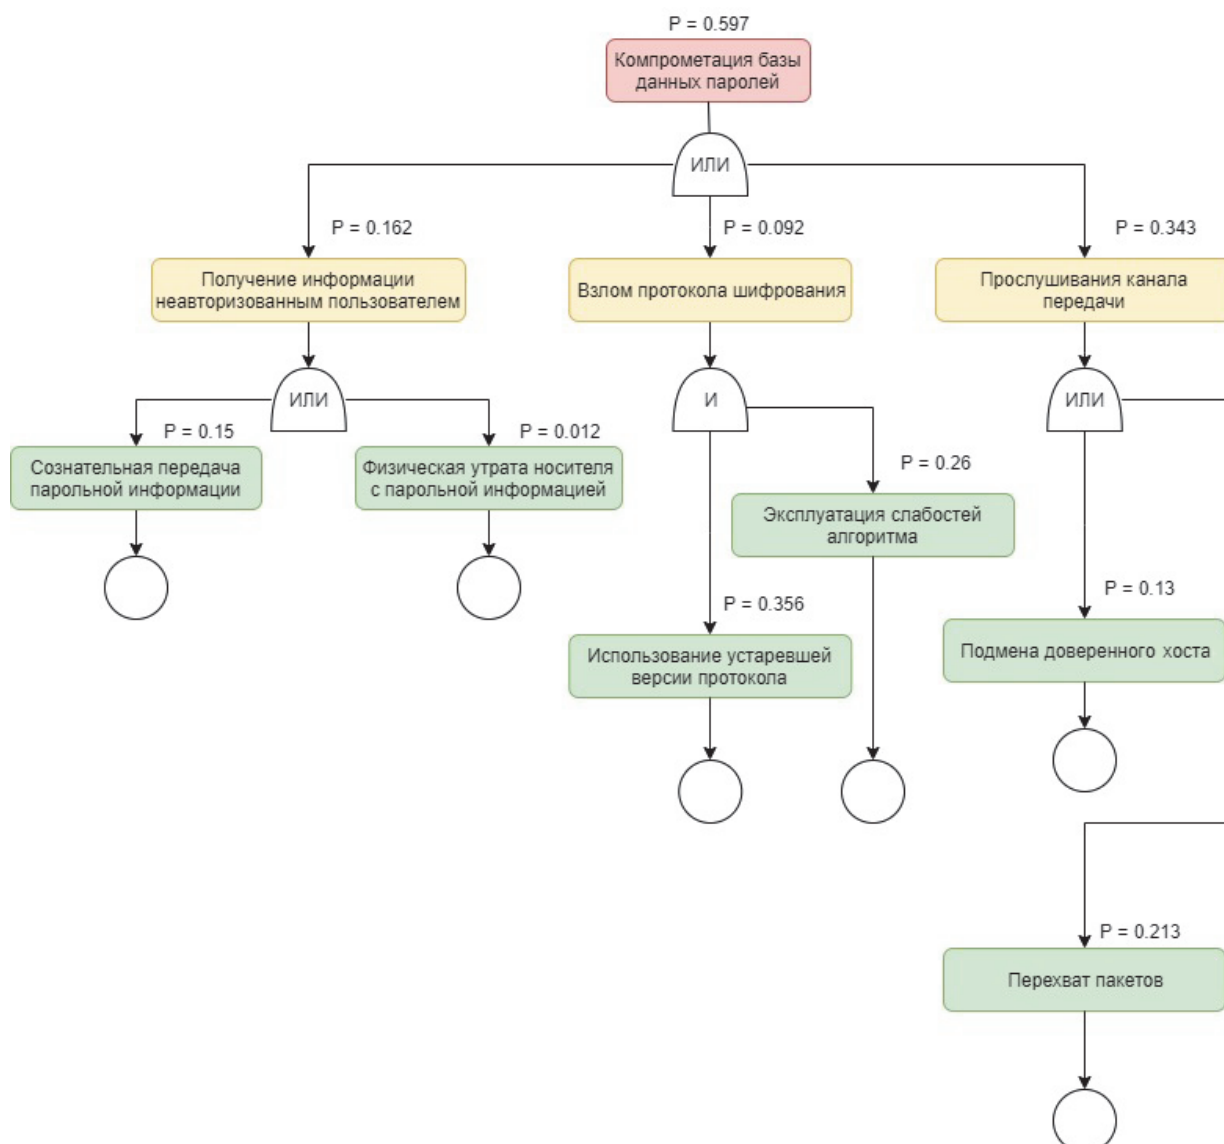 P = 0.597
Компрометация базы
данных паролей
ИЛИ
P = 0.162
P = 0.092
P = 0.343
Получение информации
неавторизованным пользователем
Взлом протокола шифрования
Прослушивания канала
передачи
ИЛИ
И
ИЛИ
P = 0.15
P = 0.012
Сознательная передача
парольной информации
Физическая утрата носителя
с парольной информацией
P = 0.26
Эксплуатация слабостей
алгоритма
P = 0.356
P = 0.13
Использование устаревшей
версии протокола
Подмена доверенного хоста
P = 0.213
Перехват пакетов